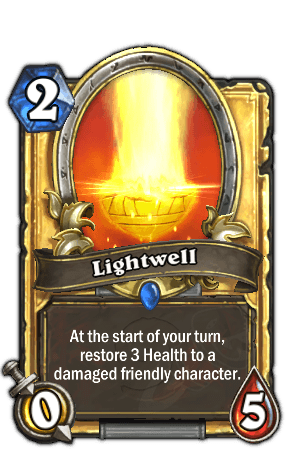 2
Lightwell
At the start of your turn,
restore 3 Health to a
damaged friendly character.
0
5